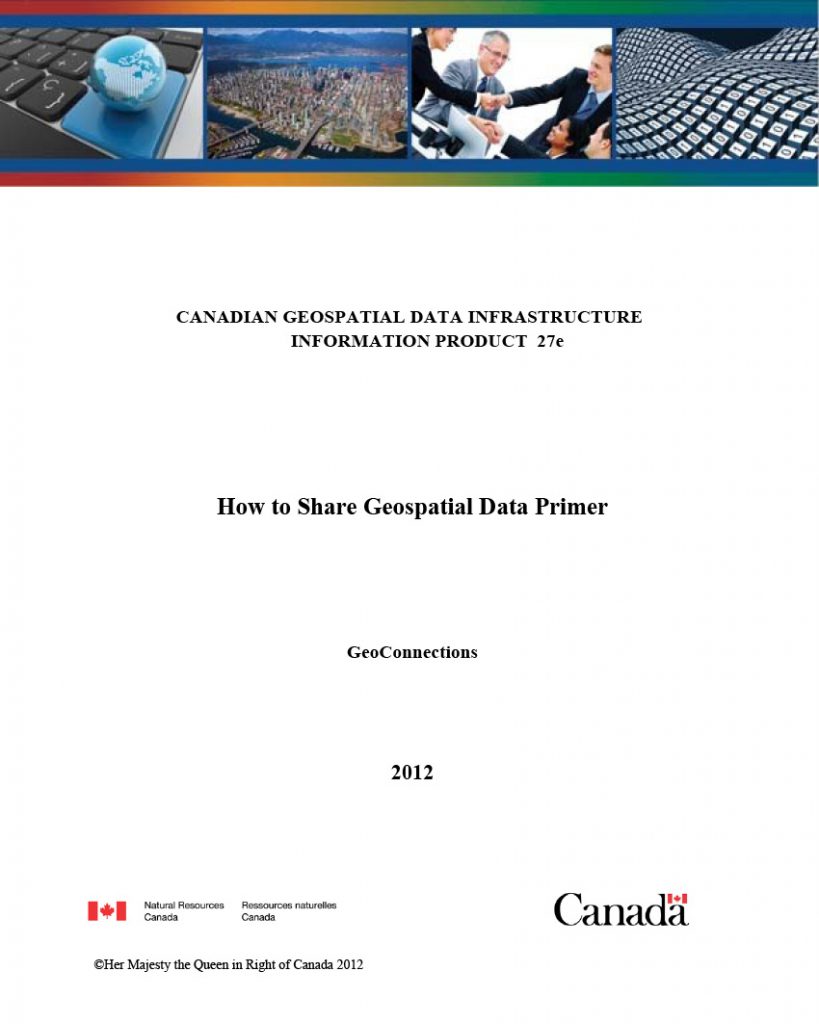 CANADIAN GEOSPATIAL DATA INFRASTRUCTURE
INFORMATION PRODUCT 27e
How to Share Geospatial Data Primer
GeoConnections
2012
Natural Resources
Canada
Ressources naturelles
Canada
Canada
©Her Majesty the Queen in Right of Canada 2012